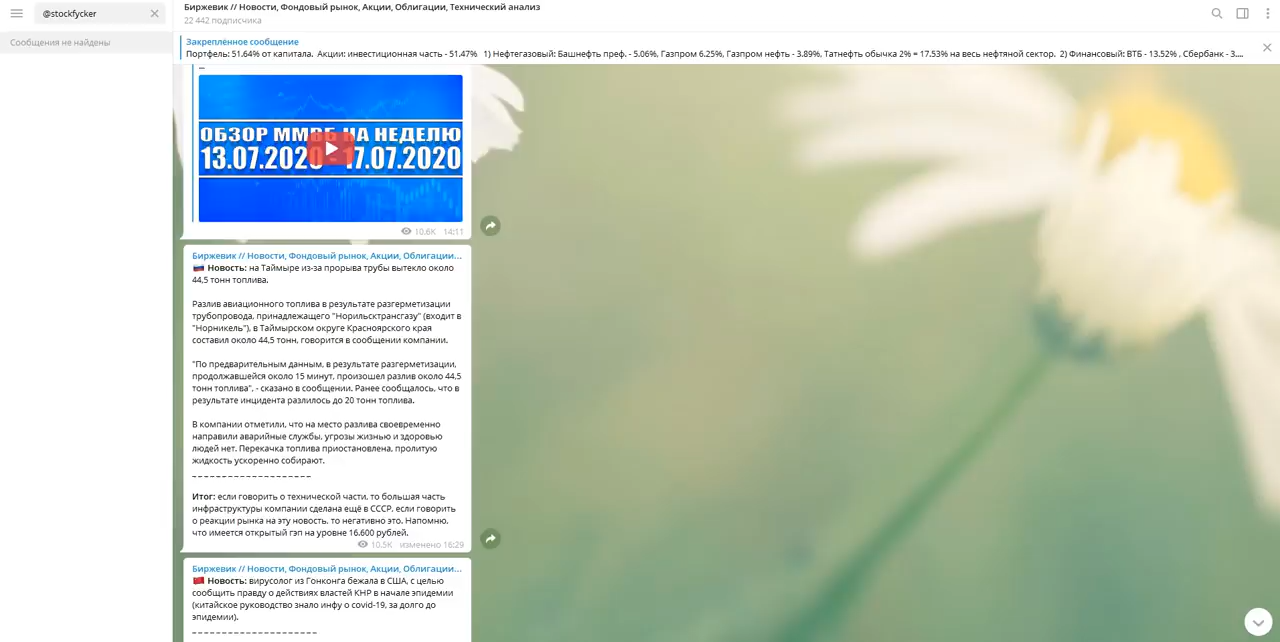 @stockfycker
Сообщения не найдены
Биржевик // Новости, Фондовый рынок, Акции, Облигации, Технический анализ
22 442 подписчика
Закреплённое сообщение
Портфель: 51.64% от капитала. Акции: инвестиционная часть - 51.47% 1) Нефтегазовый: Башнефть преф. - 5.06%, Газпром 6.25%, Газпром нефть - 3.89%, Татнефть обычка 2% = 17.53% на весь нефтяной сектор. 2) Финансовый: ВТБ - 13.52% , Сбербанк - 3....
ОБЗОР ММВБ НА НЕДЕЛЮ
13.07.2020 - 17.07.2020
10.6K 14:11
Биржевик // Новости, Фондовый рынок, Акции, Облигации...
Новость: на Таймыре из-за прорыва трубы вытекло около
44,5 тонн топлива.
Разлив авиационного топлива в результате разгерметизации
трубопровода, принадлежащего "Норильсктрансгазу" (входит в
"Норникель"), в Таймырском округе Красноярского края
составил около 44,5 тонн, говорится в сообщении компании.
"По предварительным данным, в результате разгерметизации,
продолжавшейся около 15 минут, произошел разлив около 44,5
тонн топлива", - сказано в сообщении. Ранее сообщалось, что в
результате инцидента разлилось до 20 тонн топлива.
В компании отметили, что на место разлива своевременно
направили аварийные службы, угрозы жизнью и здоровью
людей нет. Перекачка топлива приостановлена, пролитую
жидкость ускоренно собирают.
_ _ _ _ _ _ _ _ _ _ _ _ _ _ _ _ _ _ _ _
Итог: если говорить о технической части, то большая часть
инфраструктуры компании сделана ещё в СССР, если говорить
о реакции рынка на эту новость, то негативно это. Напомню,
что имеется открытый гэп на уровне 16.600 рублей.
10.5K изменено 16:29
Биржевик // Новости, Фондовый рынок, Акции, Облигации...
Новость: вирусолог из Гонконга бежала в США, с целью
сообщить правду о действиях властей КНР в начале эпидемии
(китайское руководство знало инфу о covid-19, за долго до
эпидемии).
_ _ _ _ _ _ _ _ _ _ _ _ _ _ _ _ _ _ _ _ _